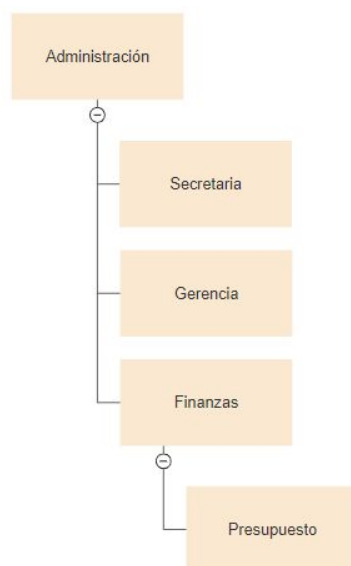 Administración
Secretaria
Gerencia
Finanzas
Presupuesto